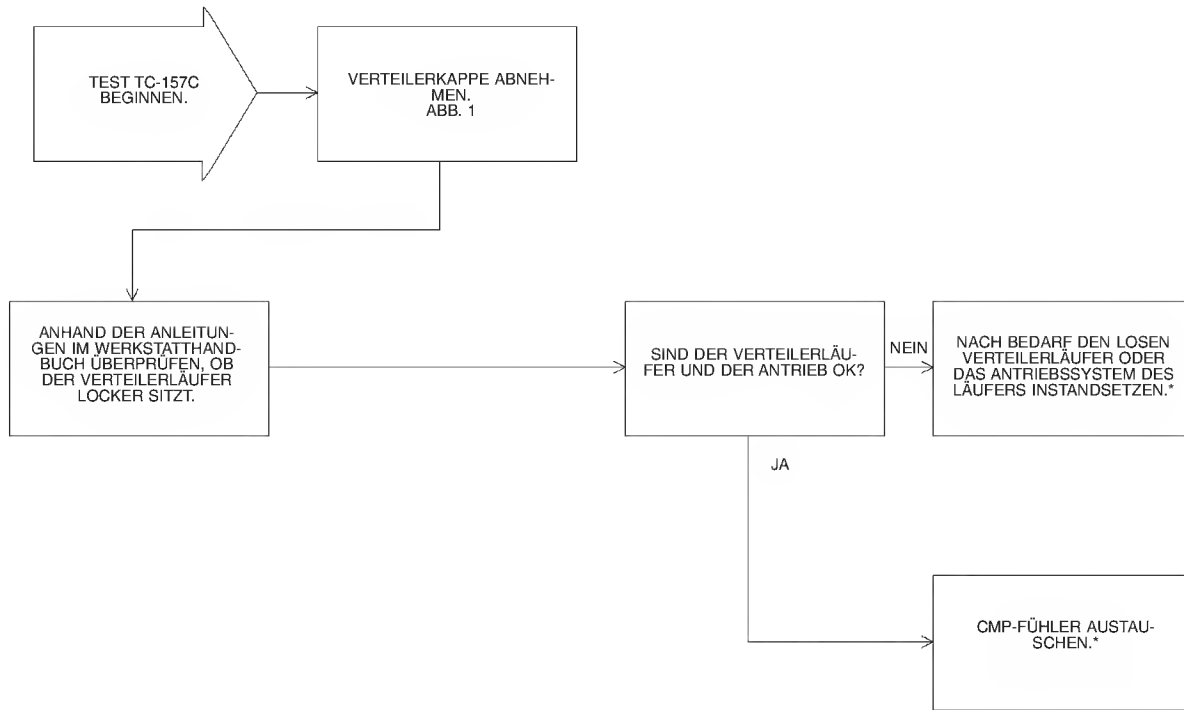 TEST TC-157C
BEGINNEN.
VERTEILERKAPPE ABNEH-
MEN.
ABB. 1
ANHAND DER ANLEITUN-
GEN IM WERKSTATTHAND-
BUCH ÜBERPRÜFEN, OB
DER VERTEILERLÄUFER
LOCKER SITZT.
SIND DER VERTEILERLÄU-
FER UND DER ANTRIEB OK?
NEIN
NACH BEDARF DEN LOSEN
VERTEILERLÄUFER ODER
DAS ANTRIEBSSYSTEM DES
LÄUFERS INSTANDSETZEN.*
JA
CMP-FÜHLER AUSTAU-
SCHEN.*